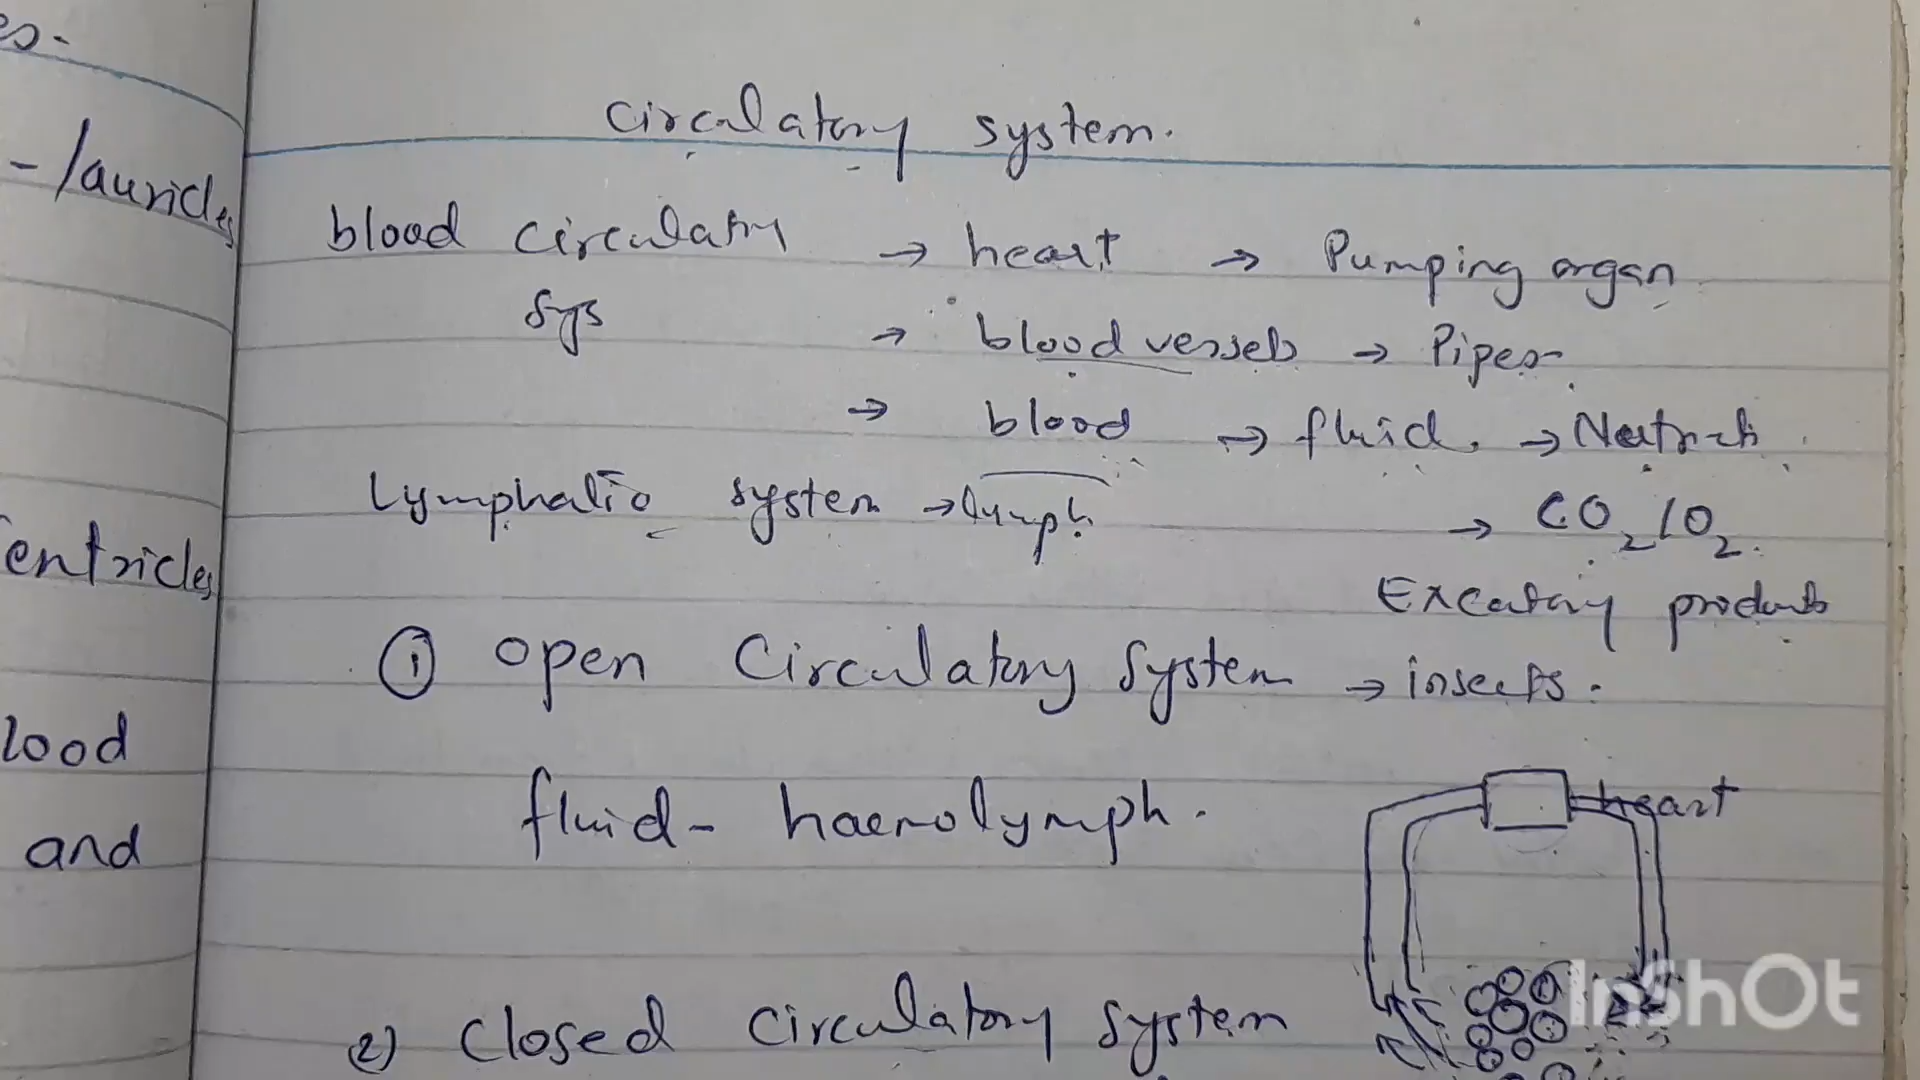 es.
- /auricles
entricles
lood
and
Circulatory system.
blood circulatory → heart → Pumping organ
sys → blood vessels → Pipes
→ blood → fluid → Nutrients
Lymphatic system → lymph → CO2/O2.
Excretory products
① open Circulatory System → insects.
fluid - haemolymph.
heart
2) Closed Circulatory System
InShOt